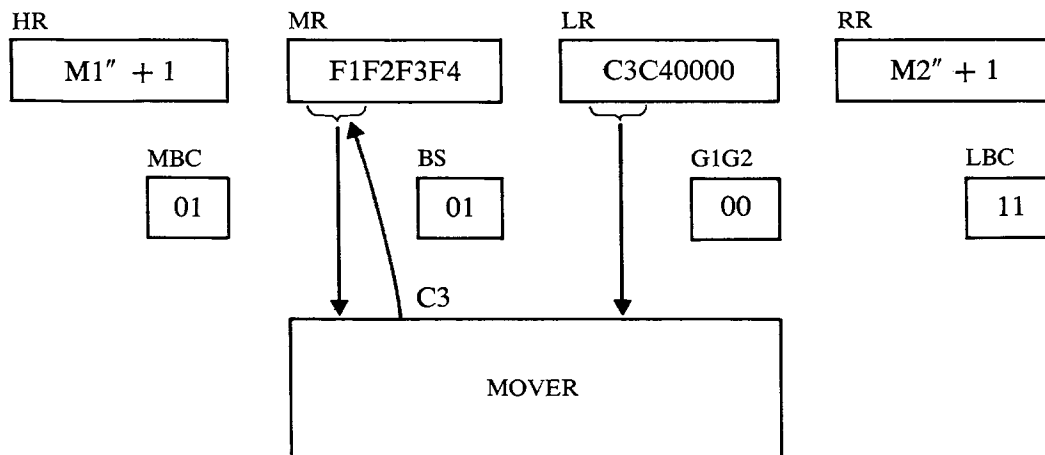 HR MR LR RR
M1″ + 1 F1F2F3F4 C3C40000 M2″ + 1
MBC BS G1G2 LBC
01 01 00 11
C3
MOVER